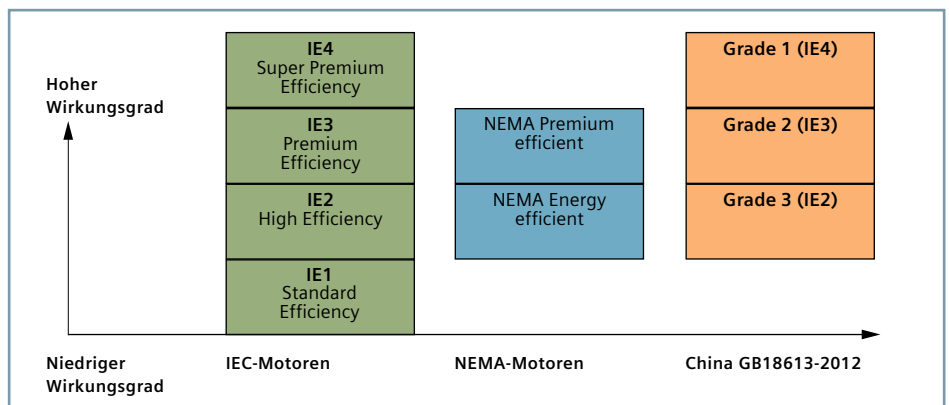 Hoher
Wirkungsgrad
IE4
Super Premium
Efficiency
IE3
Premium
Efficiency
IE2
High Efficiency
IE1
Standard
Efficiency
NEMA Premium
efficient
NEMA Energy
efficient
Grade 1 (IE4)
Grade 2 (IE3)
Grade 3 (IE2)
Niedriger
Wirkungsgrad
IEC-Motoren
NEMA-Motoren
China GB18613-2012